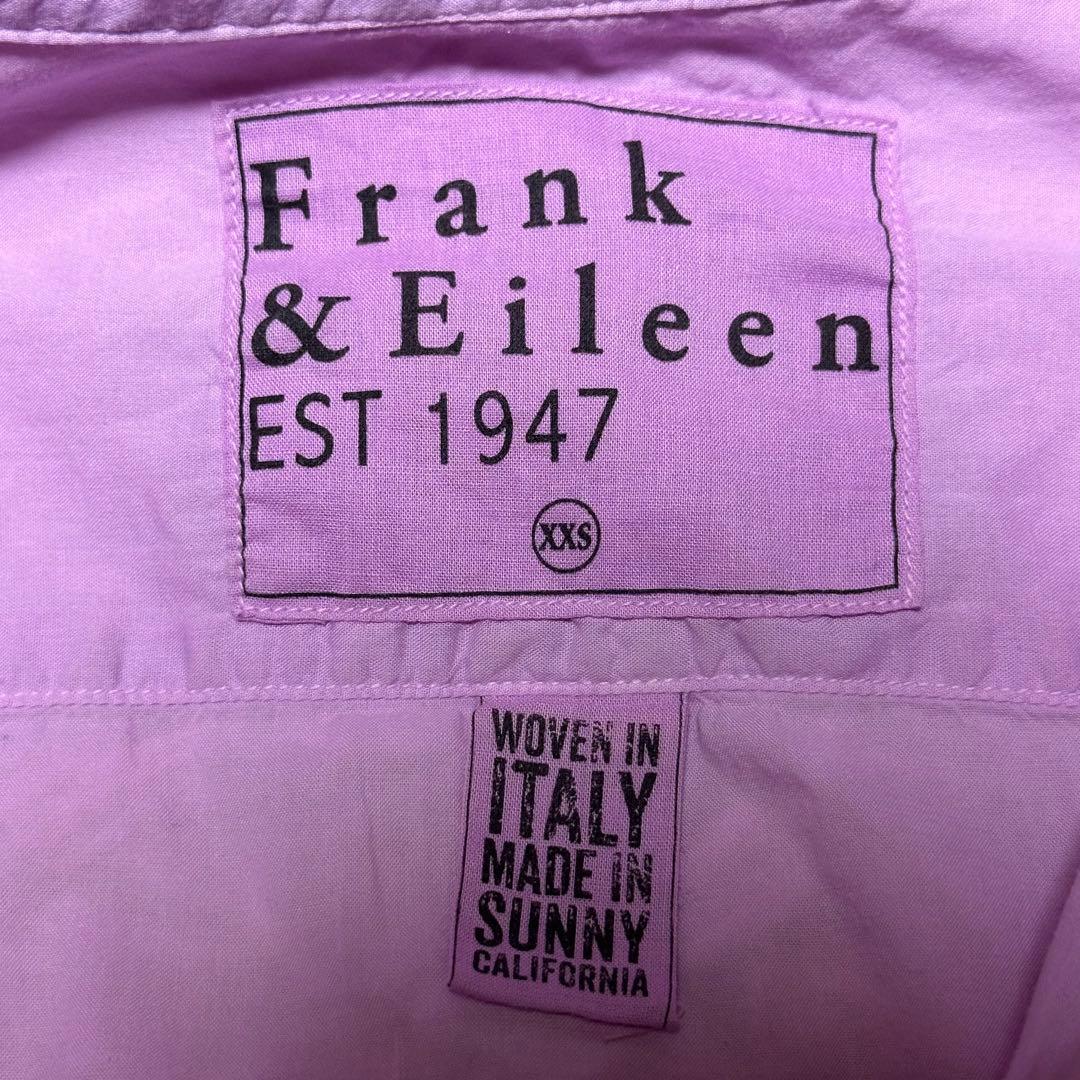 Frank
& Eileen
EST 1947
XXS
WOVEN IN
ITALY
MADE IN
SUNNY
CALIFORNIA